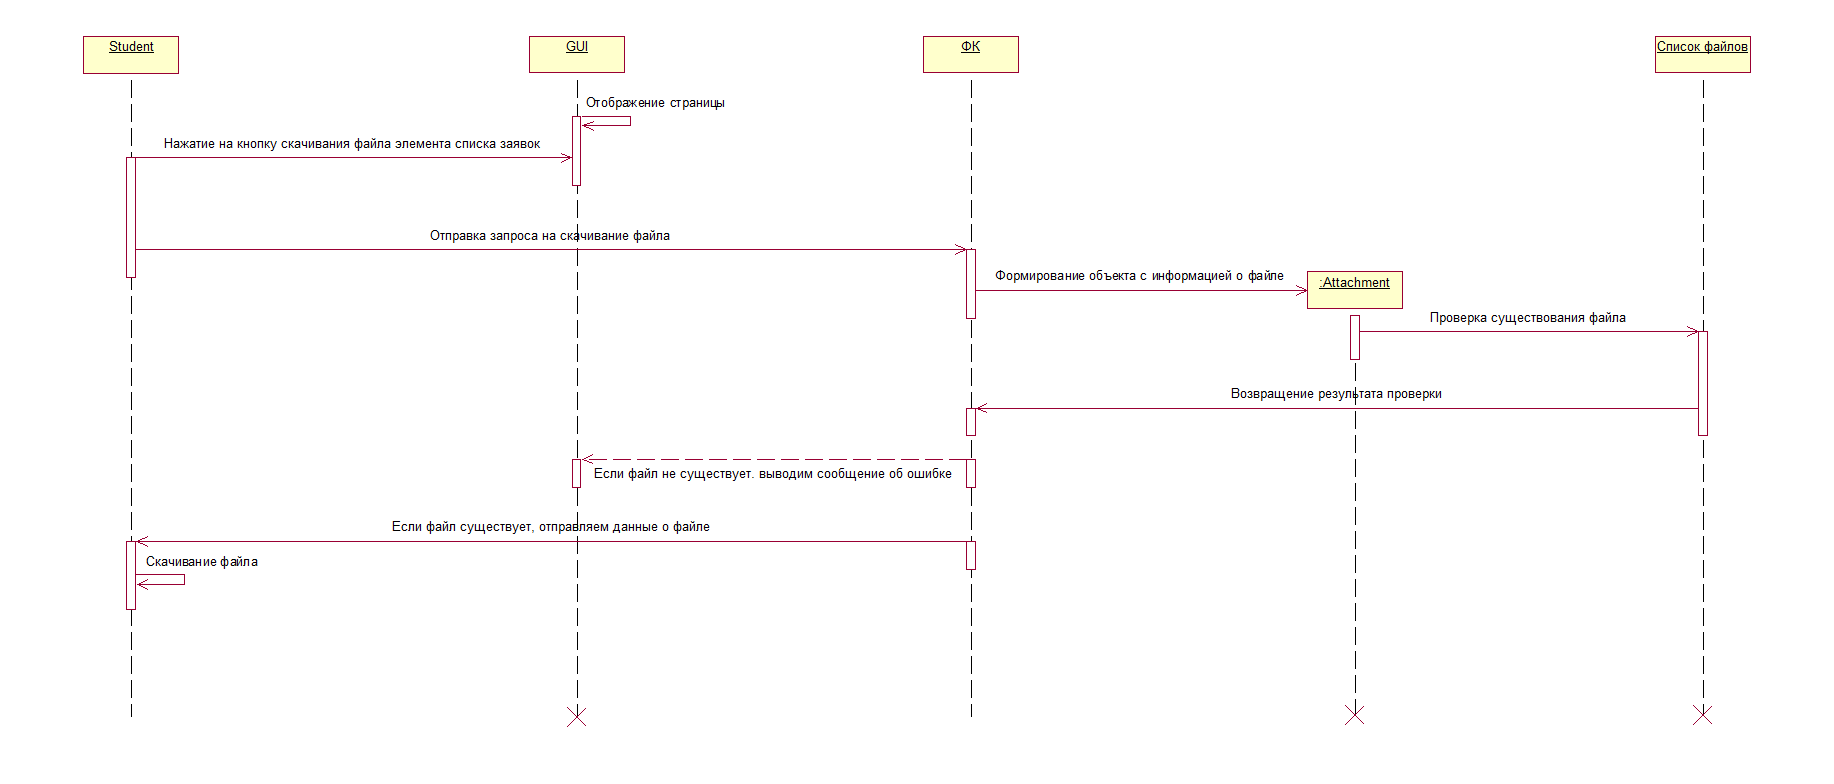 Student
GUI
ФК
Список файлов
Отображение страницы
Нажатие на кнопку скачивания файла элемента списка заявок
Отправка запроса на скачивание файла
Формирование объекта с информацией о файле
:Attachment
Проверка существования файла
Возвращение результата проверки
Если файл не существует. выводим сообщение об ошибке
Если файл существует, отправляем данные о файле
Скачивание файла